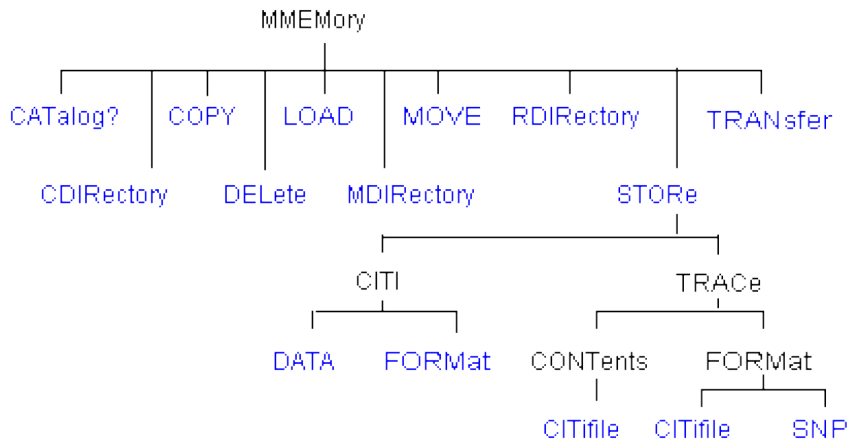 MMEMory
CATalog? COPY LOAD MOVE RDIRectory TRANsfer
CDIRectory DELete MDIRectory STORe
CITI TRACe
DATA FORMat CONTents FORMat
CITifile CITifile SNP